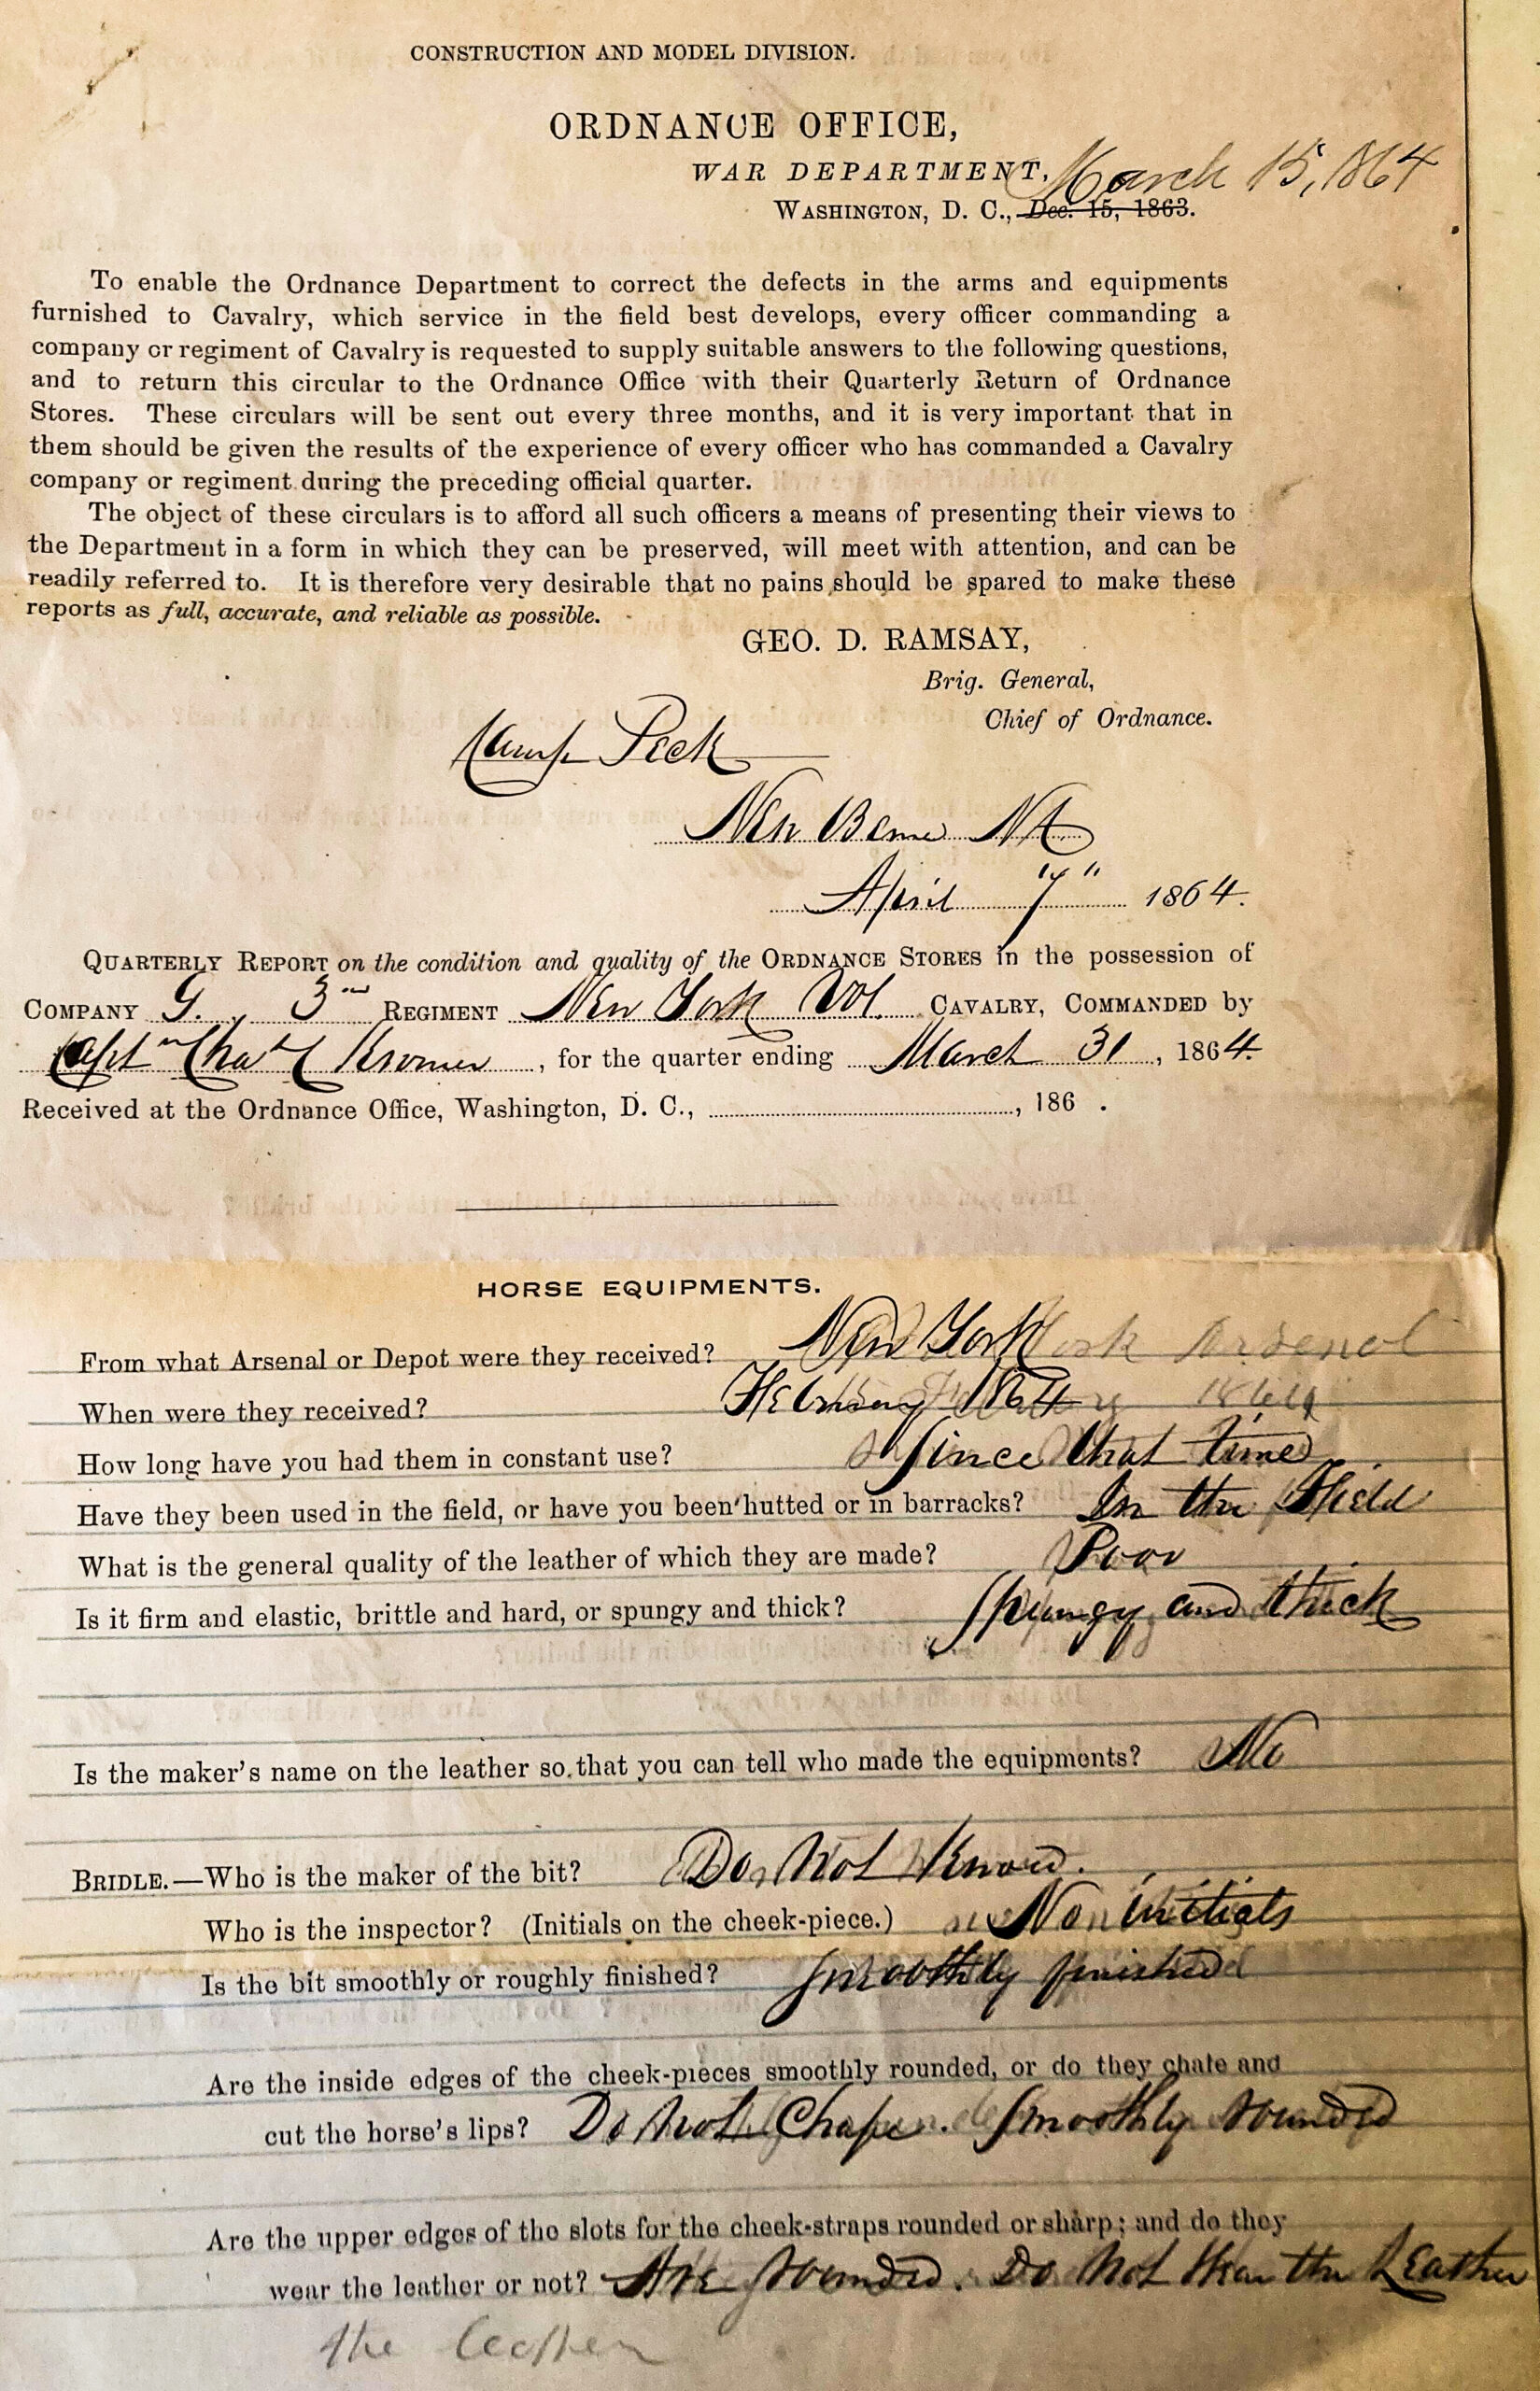 CONSTRUCTION AND MODEL DIVISION.
ORDNANCE OFFICE,
WAR DEPARTMENT, March 15, 1864
WASHINGTON, D. C., Dec. 15, 1863.
To enable the Ordnance Department to correct the defects in the arms and equipments
furnished to Cavalry, which service in the field best develops, every officer commanding a
company or regiment of Cavalry is requested to supply suitable answers to the following questions,
and to return this circular to the Ordnance Office with their Quarterly Return of Ordnance
Stores. These circulars will be sent out every three months, and it is very important that in
them should be given the results of the experience of every officer who has commanded a Cavalry
company or regiment during the preceding official quarter.
The object of these circulars is to afford all such officers a means of presenting their views to
the Department in a form in which they can be preserved, will meet with attention, and can be
readily referred to. It is therefore very desirable that no pains should be spared to make these
reports as full, accurate, and reliable as possible.
GEO. D. RAMSAY,
Brig. General,
Chief of Ordnance.
Camp Peck
New Berne NC
April 7" 1864.
QUARTERLY REPORT on the condition and quality of the ORDNANCE STORES in the possession of
COMPANY G. 3rd REGIMENT New York Vol. CAVALRY, COMMANDED by
Captn Chas C Kromer, for the quarter ending March 31, 1864.
Received at the Ordnance Office, Washington, D. C., , 186 .
HORSE EQUIPMENTS.
From what Arsenal or Depot were they received? New York Arsenal
When were they received? February 1864
How long have you had them in constant use? Since that time
Have they been used in the field, or have you been hutted or in barracks? In the Field
What is the general quality of the leather of which they are made? Poor
Is it firm and elastic, brittle and hard, or spungy and thick? Spungy and thick
Is the maker's name on the leather so that you can tell who made the equipments? No
BRIDLE.—Who is the maker of the bit? Do Not Know.
Who is the inspector? (Initials on the cheek-piece.) No initials
Is the bit smoothly or roughly finished? Smoothly finished
Are the inside edges of the cheek-pieces smoothly rounded, or do they chafe and
cut the horse's lips? Do Not Chafe. Smoothly rounded
Are the upper edges of the slots for the cheek-straps rounded or sharp; and do they
wear the leather or not? Are rounded. Do Not Wear the Leather
the leather